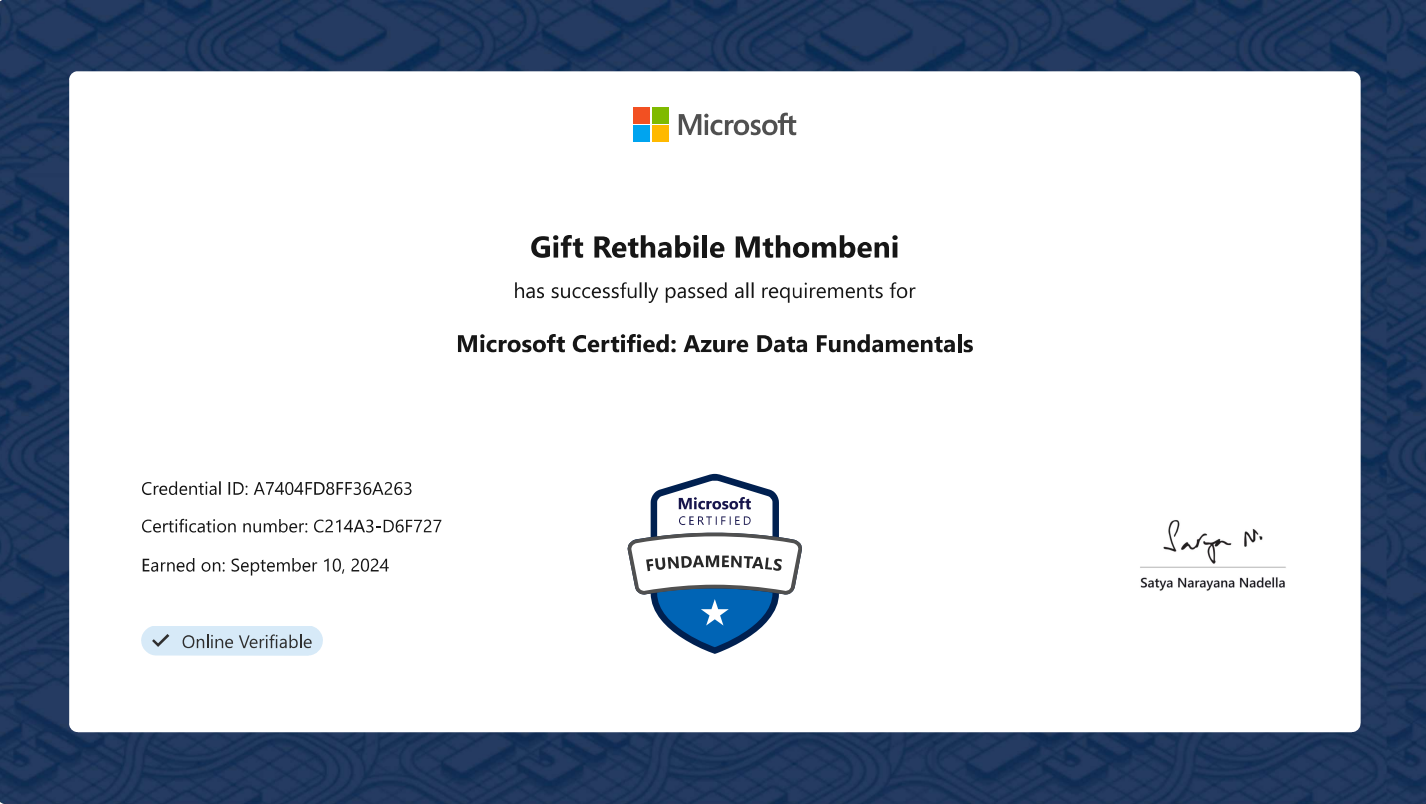 Microsoft
Gift Rethabile Mthombeni
has successfully passed all requirements for
Microsoft Certified: Azure Data Fundamentals
Credential ID: A7404FD8FF36A263
Certification number: C214A3-D6F727
Earned on: September 10, 2024
Online Verifiable
Microsoft
CERTIFIED
FUNDAMENTALS
Satya N.
Satya Narayana Nadella